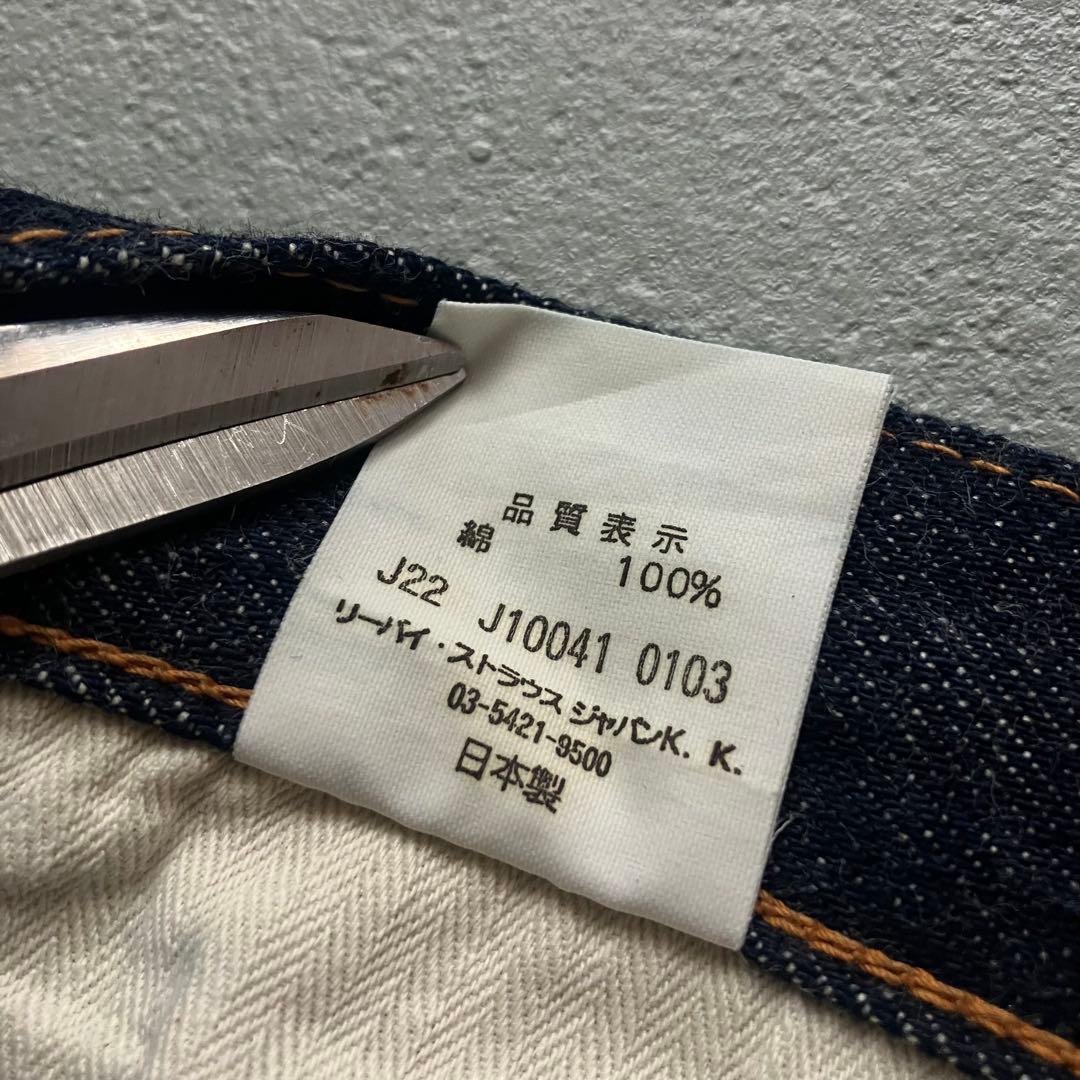 品質表示
綿 100%
J22 J10041 0103
リーバイ・ストラウス ジャパンK. K.
03-5421-9500
日本製